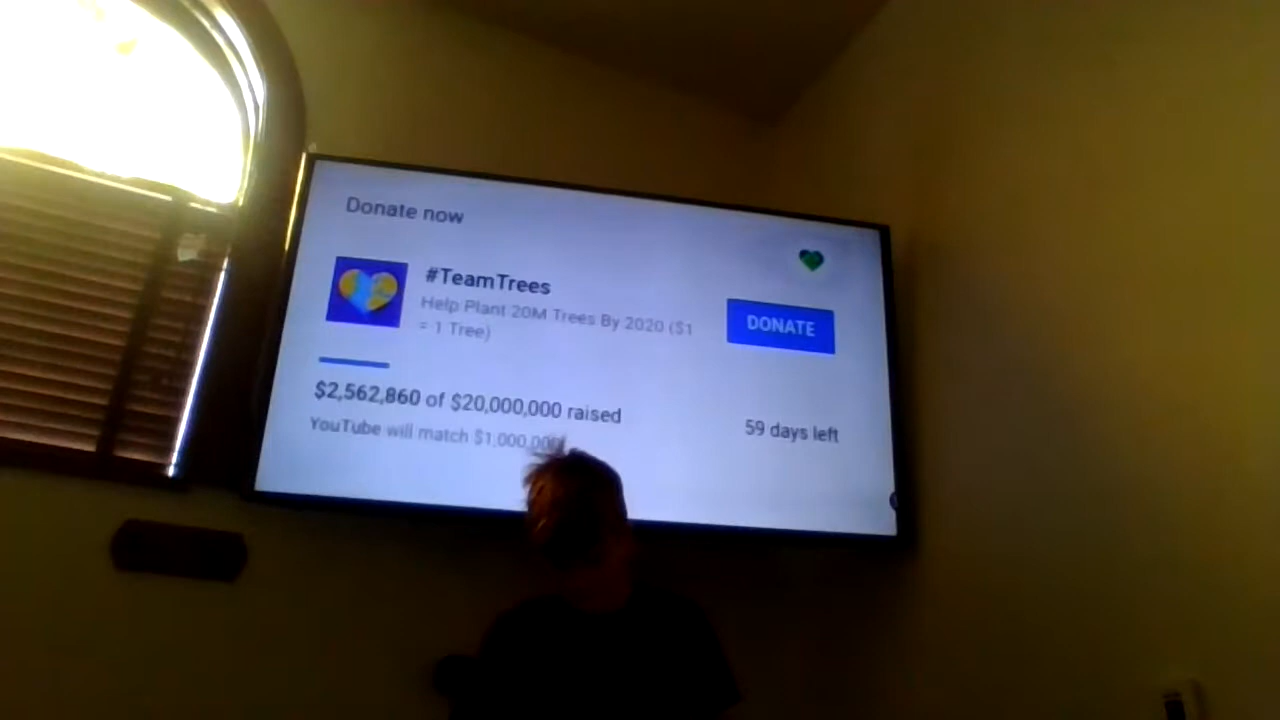 Donate now
#TeamTrees
Help Plant 20M Trees By 2020 ($1
= 1 Tree)
DONATE
$2,562,860 of $20,000,000 raised
59 days left
YouTube will match $1,000,000